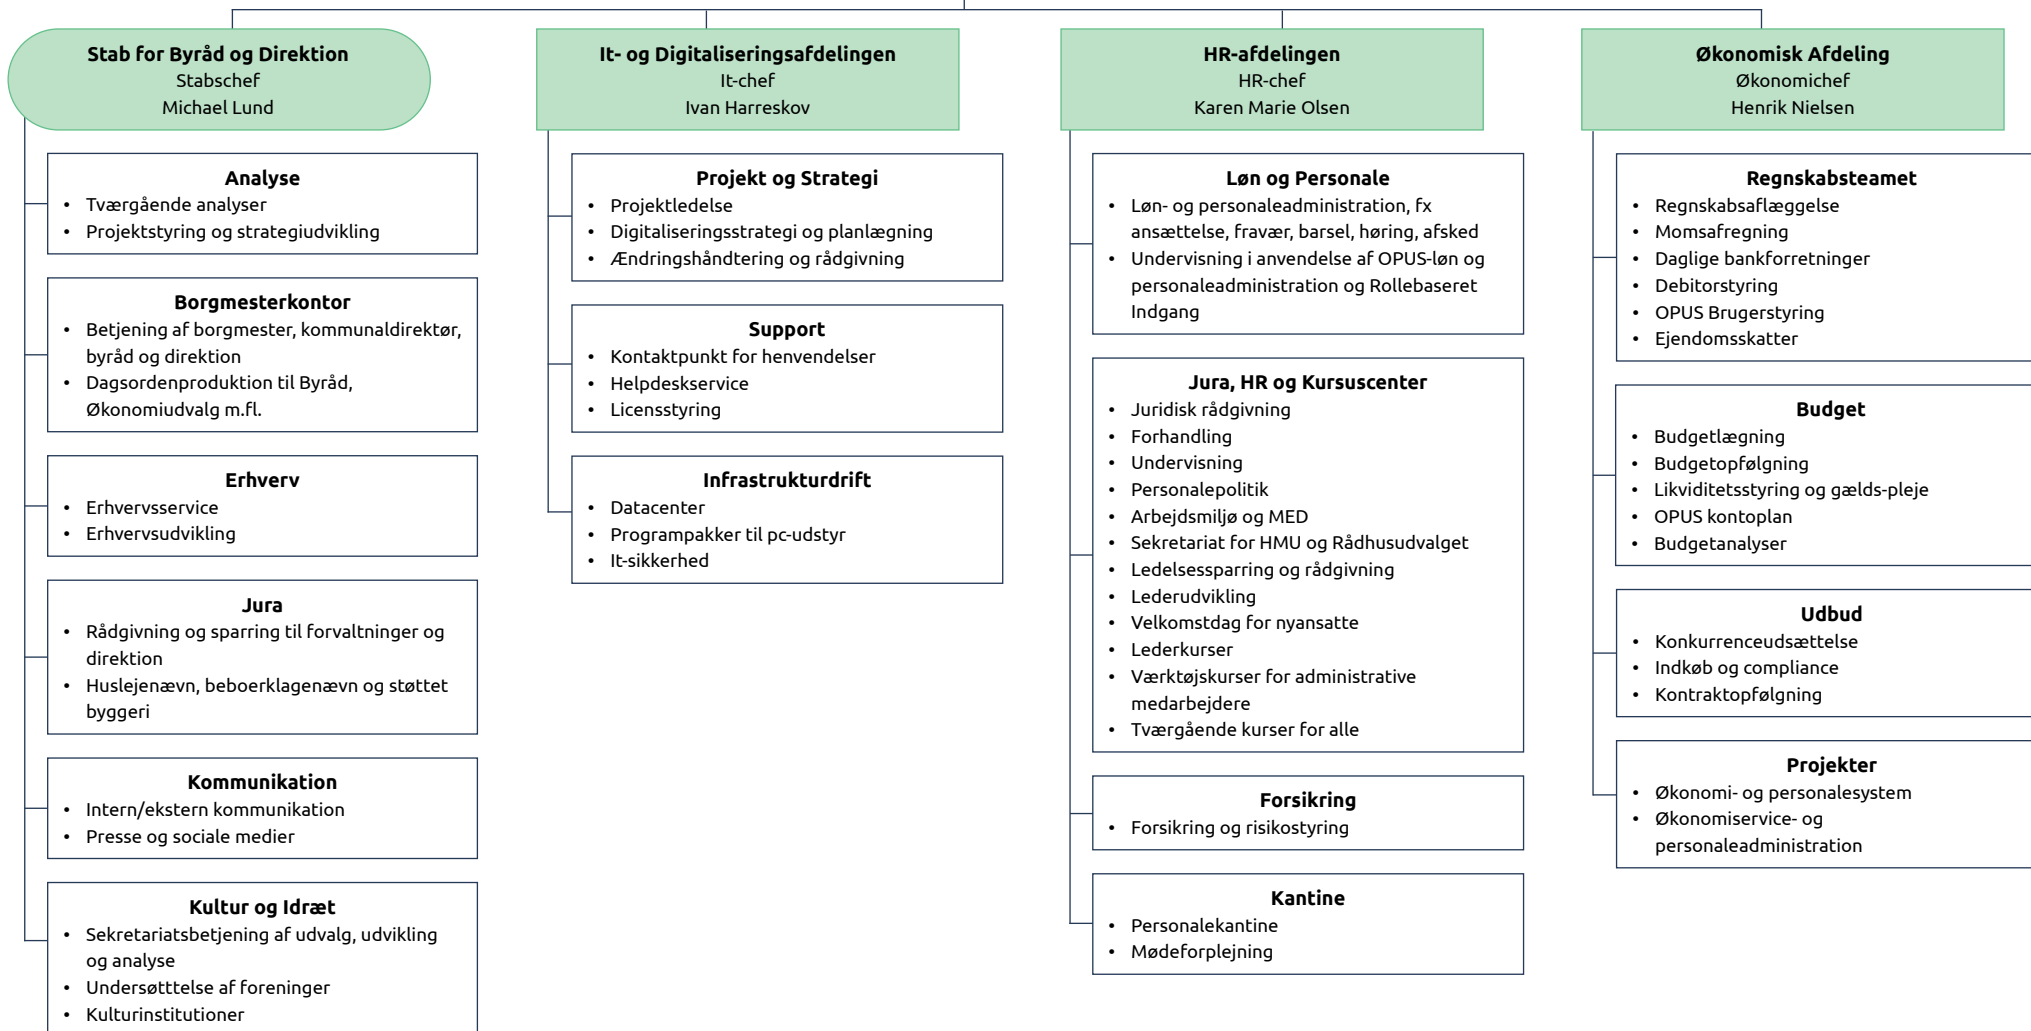 Stab for Byråd og Direktion
Stabschef
Michael Lund
Analyse
• Tværgående analyser
• Projektstyring og strategiudvikling
Borgmesterkontor
• Betjening af borgmester, kommunaldirektør,
byråd og direktion
• Dagsordenproduktion til Byråd,
Økonomiudvalg m.fl.
Erhverv
• Erhvervsservice
• Erhvervsudvikling
Jura
• Rådgivning og sparring til forvaltninger og
direktion
• Huslejenævn, beboerklagenævn og støttet
byggeri
Kommunikation
• Intern/ekstern kommunikation
• Presse og sociale medier
Kultur og Idræt
• Sekretariatsbetjening af udvalg, udvikling
og analyse
• Undersøtttelse af foreninger
• Kulturinstitutioner
It- og Digitaliseringsafdelingen
It-chef
Ivan Harreskov
Projekt og Strategi
• Projektledelse
• Digitaliseringsstrategi og planlægning
• Ændringshåndtering og rådgivning
Support
• Kontaktpunkt for henvendelser
• Helpdeskservice
• Licensstyring
Infrastrukturdrift
• Datacenter
• Programpakker til pc-udstyr
• It-sikkerhed
HR-afdelingen
HR-chef
Karen Marie Olsen
Løn og Personale
• Løn- og personaleadministration, fx
ansættelse, fravær, barsel, høring, afsked
• Undervisning i anvendelse af OPUS-løn og
personaleadministration og Rollebaseret
Indgang
Jura, HR og Kursuscenter
• Juridisk rådgivning
• Forhandling
• Undervisning
• Personalepolitik
• Arbejdsmiljø og MED
• Sekretariat for HMU og Rådhusudvalget
• Ledelsessparring og rådgivning
• Lederudvikling
• Velkomstdag for nyansatte
• Lederkurser
• Værktøjskurser for administrative
medarbejdere
• Tværgående kurser for alle
Forsikring
• Forsikring og risikostyring
Kantine
• Personalekantine
• Mødeforplejning
Økonomisk Afdeling
Økonomichef
Henrik Nielsen
Regnskabsteamet
• Regnskabsaflæggelse
• Momsafregning
• Daglige bankforretninger
• Debitorstyring
• OPUS Brugerstyring
• Ejendomsskatter
Budget
• Budgetlægning
• Budgetopfølgning
• Likviditetsstyring og gælds-pleje
• OPUS kontoplan
• Budgetanalyser
Udbud
• Konkurrenceudsættelse
• Indkøb og compliance
• Kontraktopfølgning
Projekter
• Økonomi- og personalesystem
• Økonomiservice- og
personaleadministration